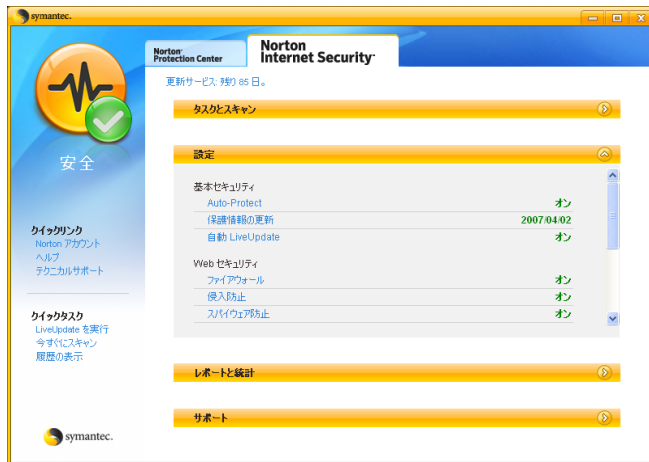 symantec.
Norton™ Protection Center
Norton Internet Security™
更新サービス: 残り 85 日。
安全
クイックリンク
Norton アカウント
ヘルプ
テクニカルサポート
クイックタスク
LiveUpdate を実行
今すぐにスキャン
履歴の表示
symantec.
タスクとスキャン
設定
基本セキュリティ
Auto-Protect オン
保護情報の更新 2007/04/02
自動 LiveUpdate オン
Web セキュリティ
ファイアウォール オン
侵入防止 オン
スパイウェア防止 オン
レポートと統計
サポート